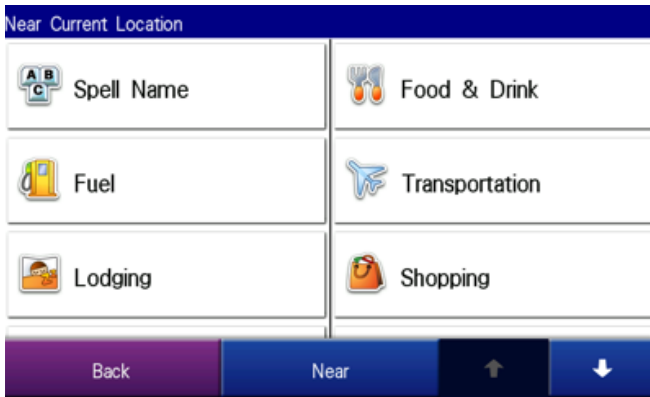 Near Current Location
A B
C
Spell Name
Food & Drink
Fuel
Transportation
Lodging
Shopping
Back
Near